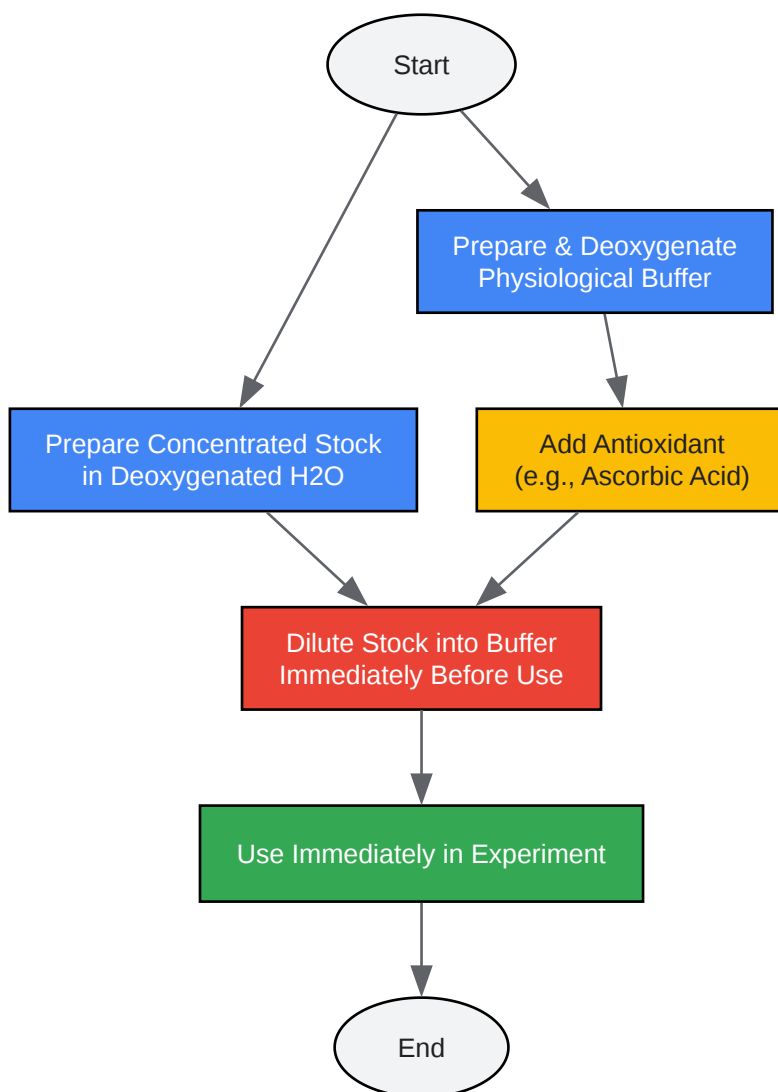 Start
Prepare & Deoxygenate
Physiological Buffer
Prepare Concentrated Stock
in Deoxygenated H2O
Add Antioxidant
(e.g., Ascorbic Acid)
Dilute Stock into Buffer
Immediately Before Use
Use Immediately in Experiment
End